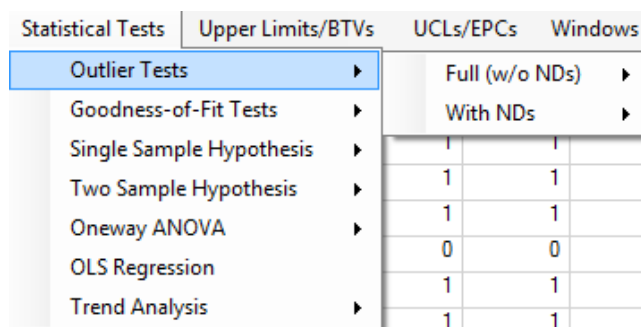 Statistical Tests Upper Limits/BTVs UCLs/EPCs Windows
Outlier Tests Full (w/o NDs)
Goodness-of-Fit Tests With NDs
Single Sample Hypothesis 1 1
Two Sample Hypothesis 1 1
Oneway ANOVA 1 1
0 0
OLS Regression
1 1
Trend Analysis
1 1